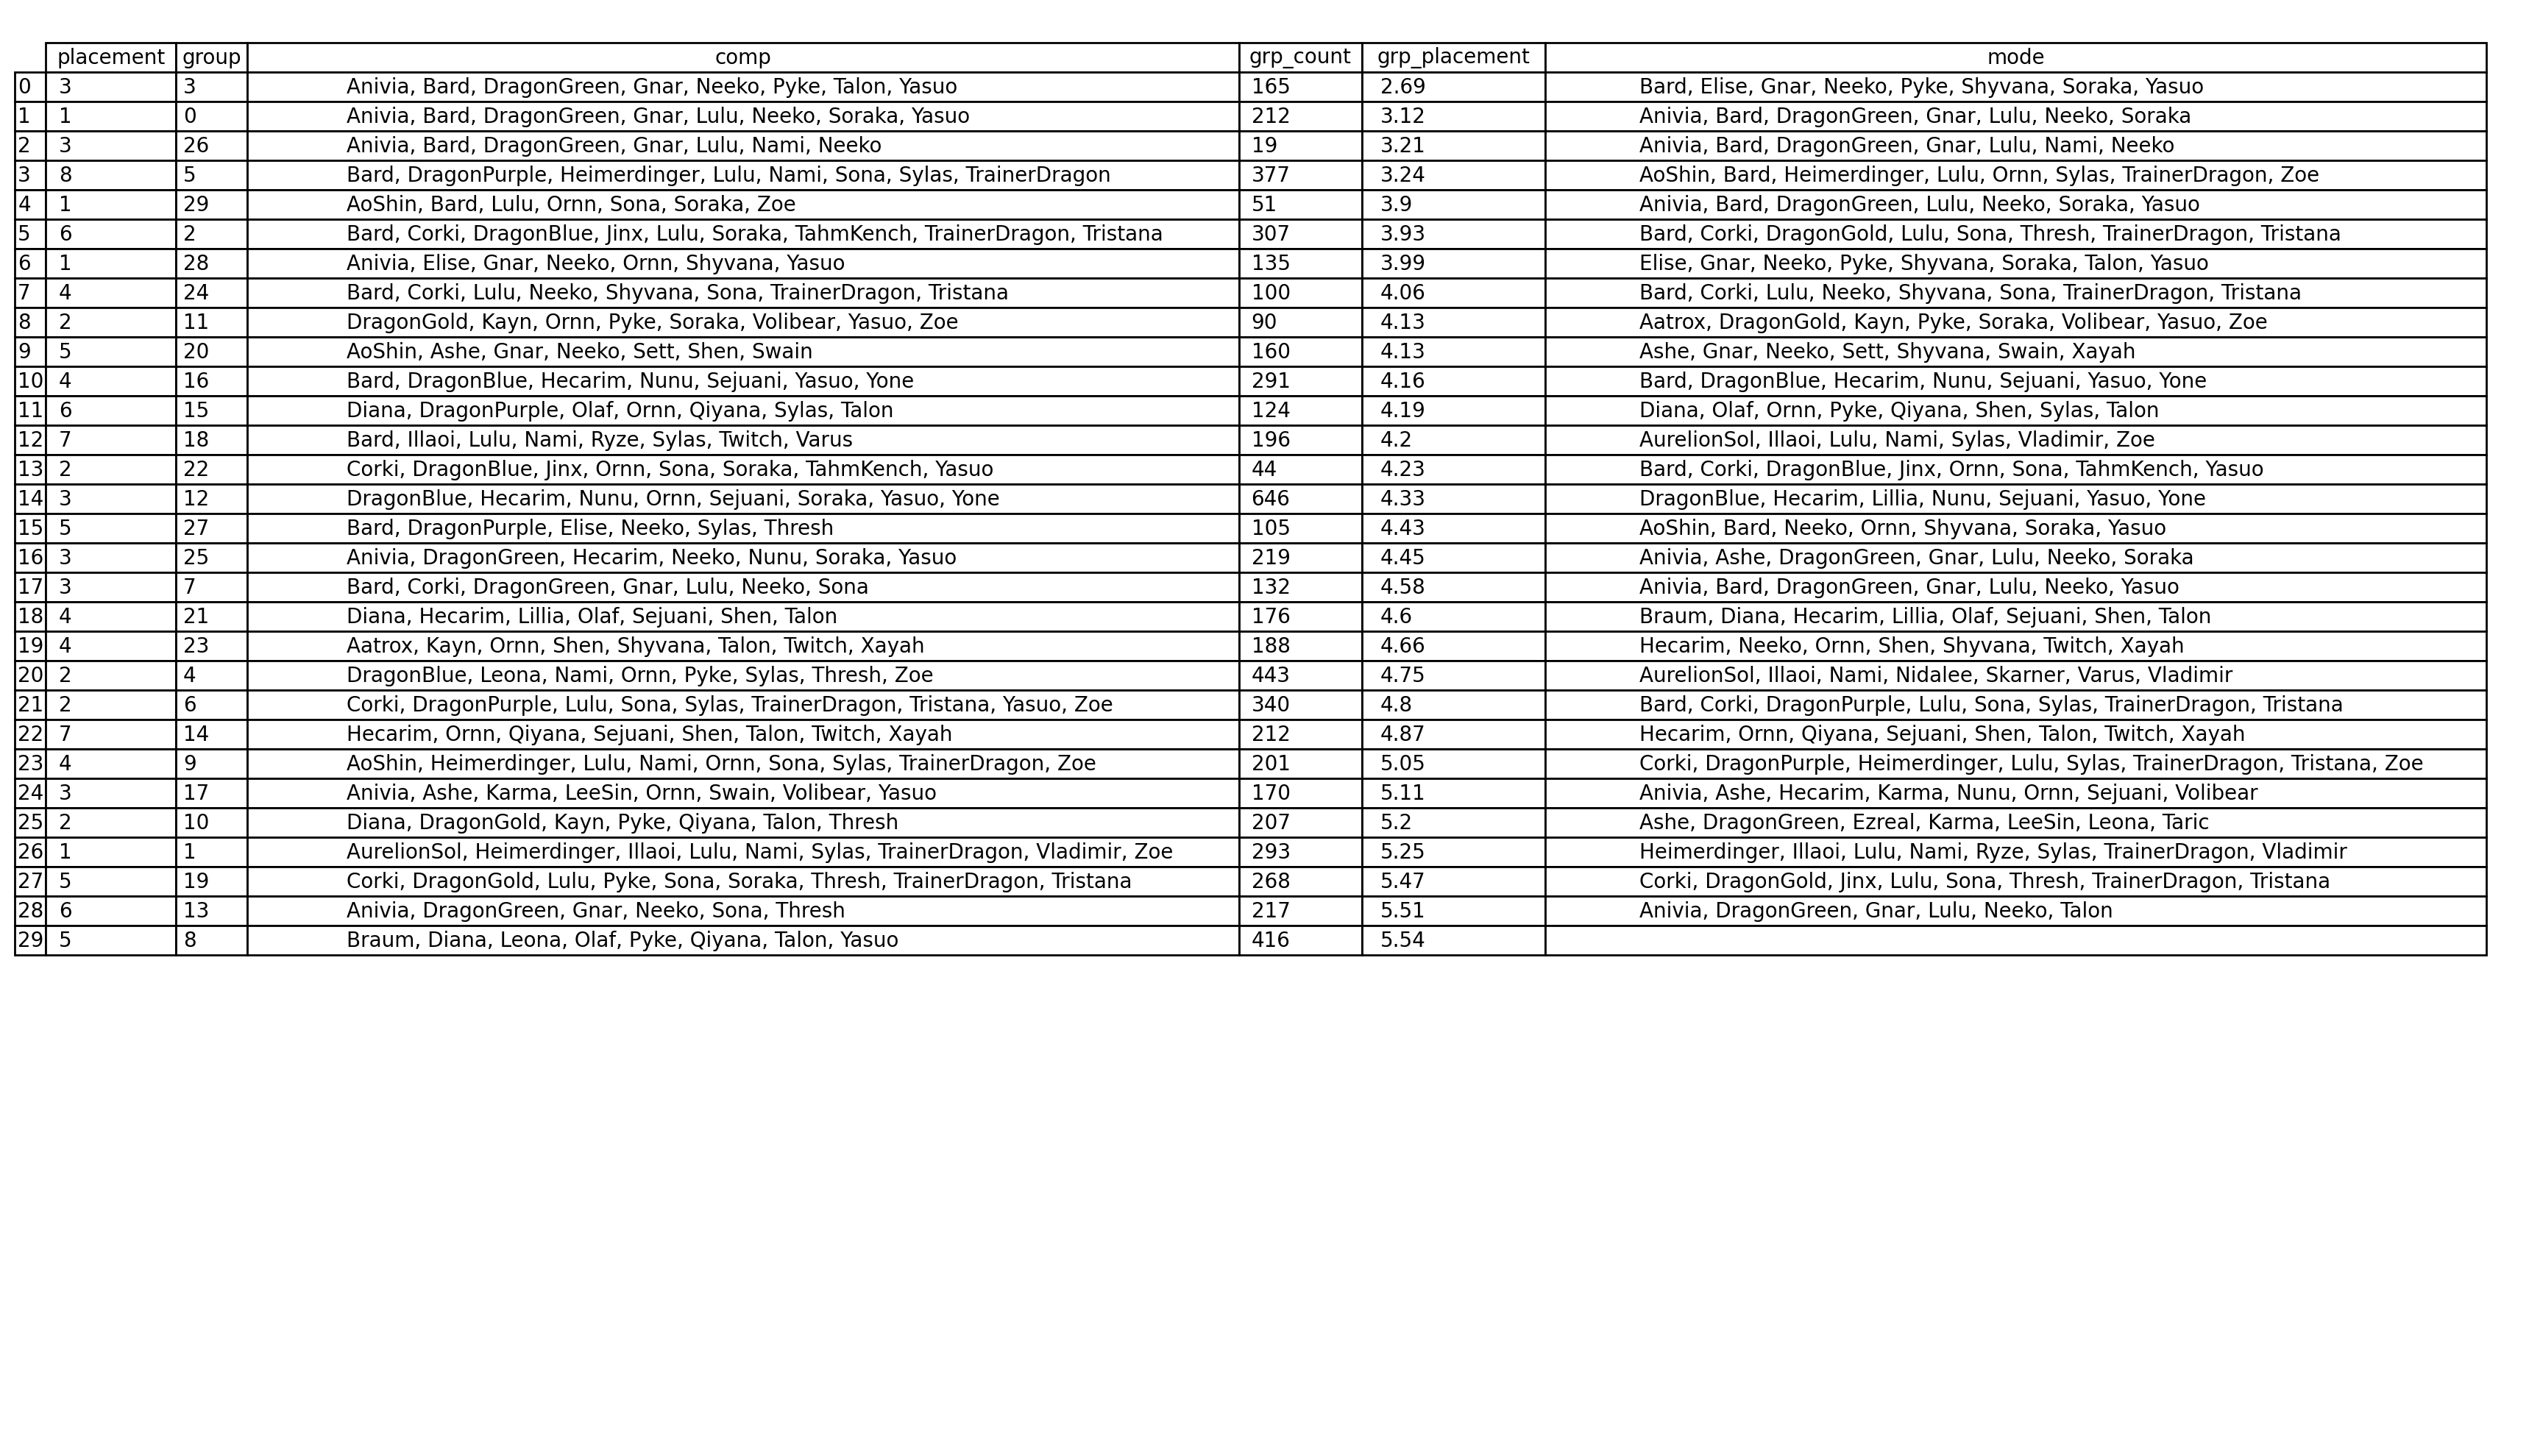 placement group comp grp_count grp_placement mode
0 3 3 Anivia, Bard, DragonGreen, Gnar, Neeko, Pyke, Talon, Yasuo 165 2.69 Bard, Elise, Gnar, Neeko, Pyke, Shyvana, Soraka, Yasuo
1 1 0 Anivia, Bard, DragonGreen, Gnar, Lulu, Neeko, Soraka, Yasuo 212 3.12 Anivia, Bard, DragonGreen, Gnar, Lulu, Neeko, Soraka
2 3 26 Anivia, Bard, DragonGreen, Gnar, Lulu, Nami, Neeko 19 3.21 Anivia, Bard, DragonGreen, Gnar, Lulu, Nami, Neeko
3 8 5 Bard, DragonPurple, Heimerdinger, Lulu, Nami, Sona, Sylas, TrainerDragon 377 3.24 AoShin, Bard, Heimerdinger, Lulu, Ornn, Sylas, TrainerDragon, Zoe
4 1 29 AoShin, Bard, Lulu, Ornn, Sona, Soraka, Zoe 51 3.9 Anivia, Bard, DragonGreen, Lulu, Neeko, Soraka, Yasuo
5 6 2 Bard, Corki, DragonBlue, Jinx, Lulu, Soraka, TahmKench, TrainerDragon, Tristana 307 3.93 Bard, Corki, DragonGold, Lulu, Sona, Thresh, TrainerDragon, Tristana
6 1 28 Anivia, Elise, Gnar, Neeko, Ornn, Shyvana, Yasuo 135 3.99 Elise, Gnar, Neeko, Pyke, Shyvana, Soraka, Talon, Yasuo
7 4 24 Bard, Corki, Lulu, Neeko, Shyvana, Sona, TrainerDragon, Tristana 100 4.06 Bard, Corki, Lulu, Neeko, Shyvana, Sona, TrainerDragon, Tristana
8 2 11 DragonGold, Kayn, Ornn, Pyke, Soraka, Volibear, Yasuo, Zoe 90 4.13 Aatrox, DragonGold, Kayn, Pyke, Soraka, Volibear, Yasuo, Zoe
9 5 20 AoShin, Ashe, Gnar, Neeko, Sett, Shen, Swain 160 4.13 Ashe, Gnar, Neeko, Sett, Shyvana, Swain, Xayah
10 4 16 Bard, DragonBlue, Hecarim, Nunu, Sejuani, Yasuo, Yone 291 4.16 Bard, DragonBlue, Hecarim, Nunu, Sejuani, Yasuo, Yone
11 6 15 Diana, DragonPurple, Olaf, Ornn, Qiyana, Sylas, Talon 124 4.19 Diana, Olaf, Ornn, Pyke, Qiyana, Shen, Sylas, Talon
12 7 18 Bard, Illaoi, Lulu, Nami, Ryze, Sylas, Twitch, Varus 196 4.2 AurelionSol, Illaoi, Lulu, Nami, Sylas, Vladimir, Zoe
13 2 22 Corki, DragonBlue, Jinx, Ornn, Sona, Soraka, TahmKench, Yasuo 44 4.23 Bard, Corki, DragonBlue, Jinx, Ornn, Sona, TahmKench, Yasuo
14 3 12 DragonBlue, Hecarim, Nunu, Ornn, Sejuani, Soraka, Yasuo, Yone 646 4.33 DragonBlue, Hecarim, Lillia, Nunu, Sejuani, Yasuo, Yone
15 5 27 Bard, DragonPurple, Elise, Neeko, Sylas, Thresh 105 4.43 AoShin, Bard, Neeko, Ornn, Shyvana, Soraka, Yasuo
16 3 25 Anivia, DragonGreen, Hecarim, Neeko, Nunu, Soraka, Yasuo 219 4.45 Anivia, Ashe, DragonGreen, Gnar, Lulu, Neeko, Soraka
17 3 7 Bard, Corki, DragonGreen, Gnar, Lulu, Neeko, Sona 132 4.58 Anivia, Bard, DragonGreen, Gnar, Lulu, Neeko, Yasuo
18 4 21 Diana, Hecarim, Lillia, Olaf, Sejuani, Shen, Talon 176 4.6 Braum, Diana, Hecarim, Lillia, Olaf, Sejuani, Shen, Talon
19 4 23 Aatrox, Kayn, Ornn, Shen, Shyvana, Talon, Twitch, Xayah 188 4.66 Hecarim, Neeko, Ornn, Shen, Shyvana, Twitch, Xayah
20 2 4 DragonBlue, Leona, Nami, Ornn, Pyke, Sylas, Thresh, Zoe 443 4.75 AurelionSol, Illaoi, Nami, Nidalee, Skarner, Varus, Vladimir
21 2 6 Corki, DragonPurple, Lulu, Sona, Sylas, TrainerDragon, Tristana, Yasuo, Zoe 340 4.8 Bard, Corki, DragonPurple, Lulu, Sona, Sylas, TrainerDragon, Tristana
22 7 14 Hecarim, Ornn, Qiyana, Sejuani, Shen, Talon, Twitch, Xayah 212 4.87 Hecarim, Ornn, Qiyana, Sejuani, Shen, Talon, Twitch, Xayah
23 4 9 AoShin, Heimerdinger, Lulu, Nami, Ornn, Sona, Sylas, TrainerDragon, Zoe 201 5.05 Corki, DragonPurple, Heimerdinger, Lulu, Sylas, TrainerDragon, Tristana, Zoe
24 3 17 Anivia, Ashe, Karma, LeeSin, Ornn, Swain, Volibear, Yasuo 170 5.11 Anivia, Ashe, Hecarim, Karma, Nunu, Ornn, Sejuani, Volibear
25 2 10 Diana, DragonGold, Kayn, Pyke, Qiyana, Talon, Thresh 207 5.2 Ashe, DragonGreen, Ezreal, Karma, LeeSin, Leona, Taric
26 1 1 AurelionSol, Heimerdinger, Illaoi, Lulu, Nami, Sylas, TrainerDragon, Vladimir, Zoe 293 5.25 Heimerdinger, Illaoi, Lulu, Nami, Ryze, Sylas, TrainerDragon, Vladimir
27 5 19 Corki, DragonGold, Lulu, Pyke, Sona, Soraka, Thresh, TrainerDragon, Tristana 268 5.47 Corki, DragonGold, Jinx, Lulu, Sona, Thresh, TrainerDragon, Tristana
28 6 13 Anivia, DragonGreen, Gnar, Neeko, Sona, Thresh 217 5.51 Anivia, DragonGreen, Gnar, Lulu, Neeko, Talon
29 5 8 Braum, Diana, Leona, Olaf, Pyke, Qiyana, Talon, Yasuo 416 5.54